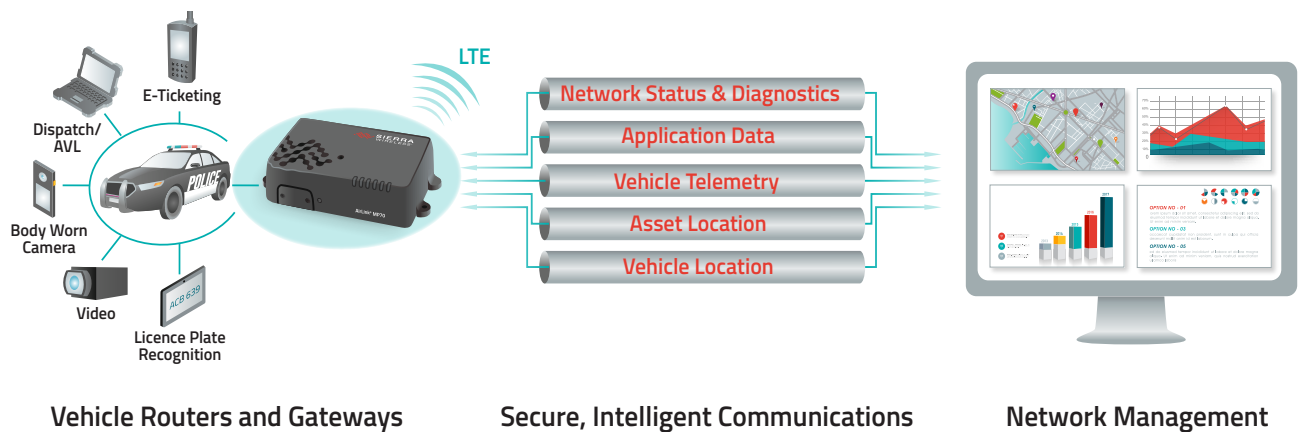 LTE
E-Ticketing
Dispatch/
AVL
POLICE
Body Worn
Camera
Video
ACB 639
Licence Plate
Recognition
SIERRA
WIRELESS
Network Status & Diagnostics
Application Data
Vehicle Telemetry
Asset Location
Vehicle Location
OPTION NO - 01
OPTION NO - 02
OPTION NO - 03
Vehicle Routers and Gateways
Secure, Intelligent Communications
Network Management